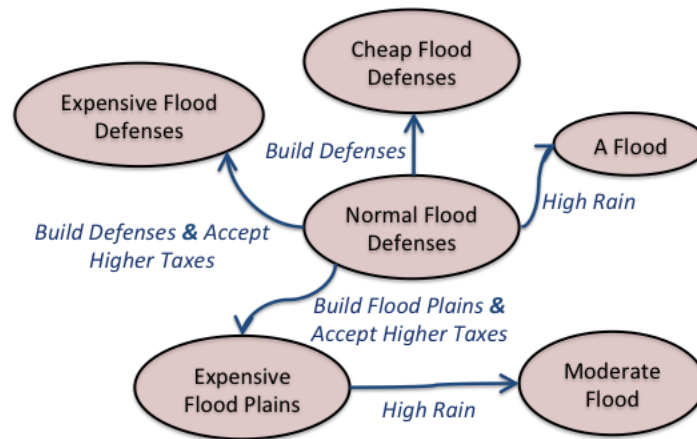 Cheap Flood
Defenses
Expensive Flood
Defenses
A Flood
Build Defenses
High Rain
Normal Flood
Defenses
Build Defenses & Accept
Higher Taxes
Build Flood Plains &
Accept Higher Taxes
Expensive
Flood Plains
Moderate
Flood
High Rain